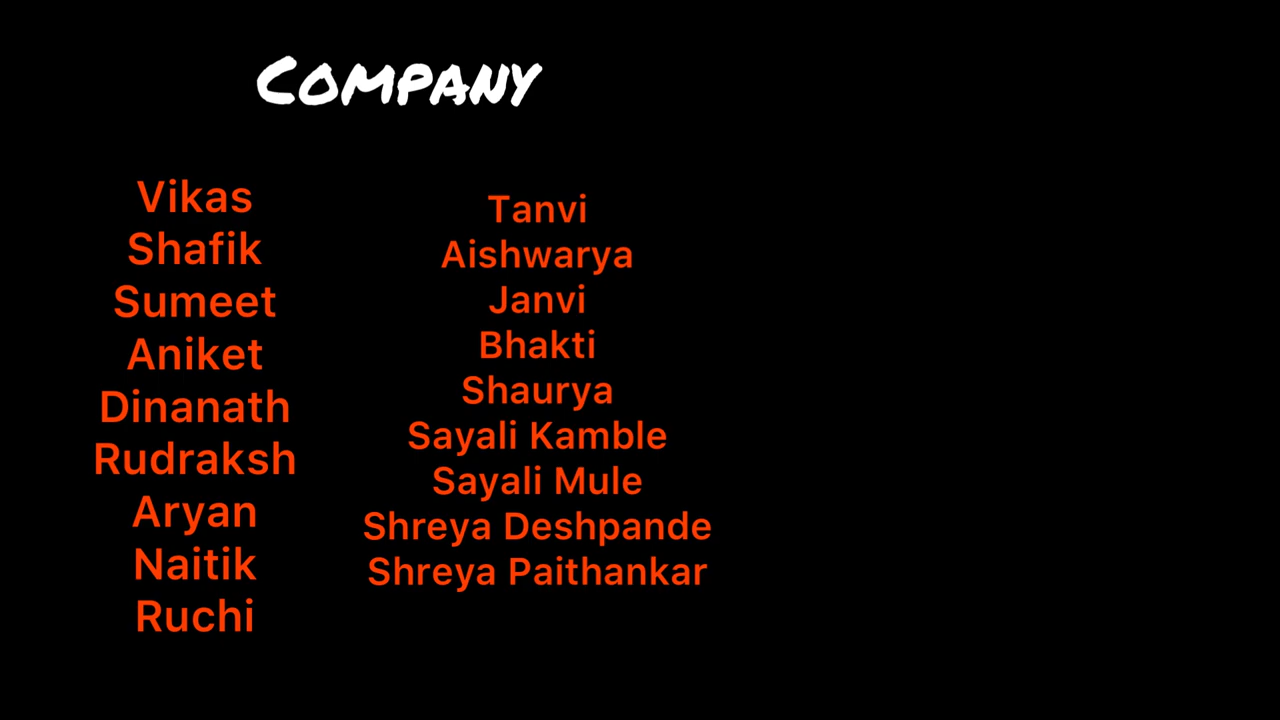 COMPANY
Vikas
Shafik
Sumeet
Aniket
Dinanath
Rudraksh
Aryan
Naitik
Ruchi
Tanvi
Aishwarya
Janvi
Bhakti
Shaurya
Sayali Kamble
Sayali Mule
Shreya Deshpande
Shreya Paithankar